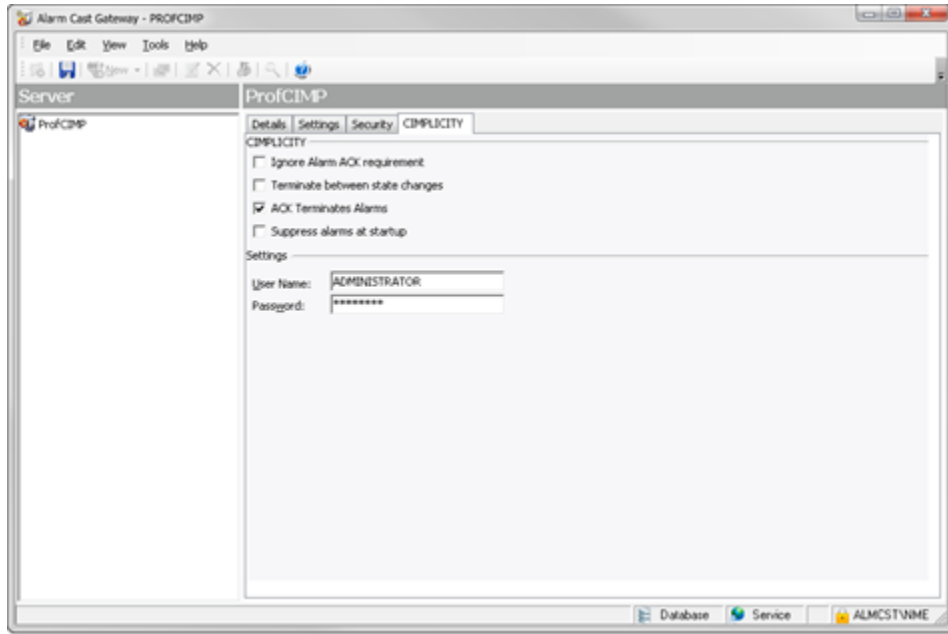 Alarm Cast Gateway - PROFCIMP
File Edit View Tools Help
New
Server
ProfCIMP
ProfCIMP
Details Settings Security CIMPLICITY
CIMPLICITY
Ignore Alarm ACK requirement
Terminate between state changes
ACK Terminates Alarms
Suppress alarms at startup
Settings
User Name: ADMINISTRATOR
Password: ********
Database Service ALMCST\NME